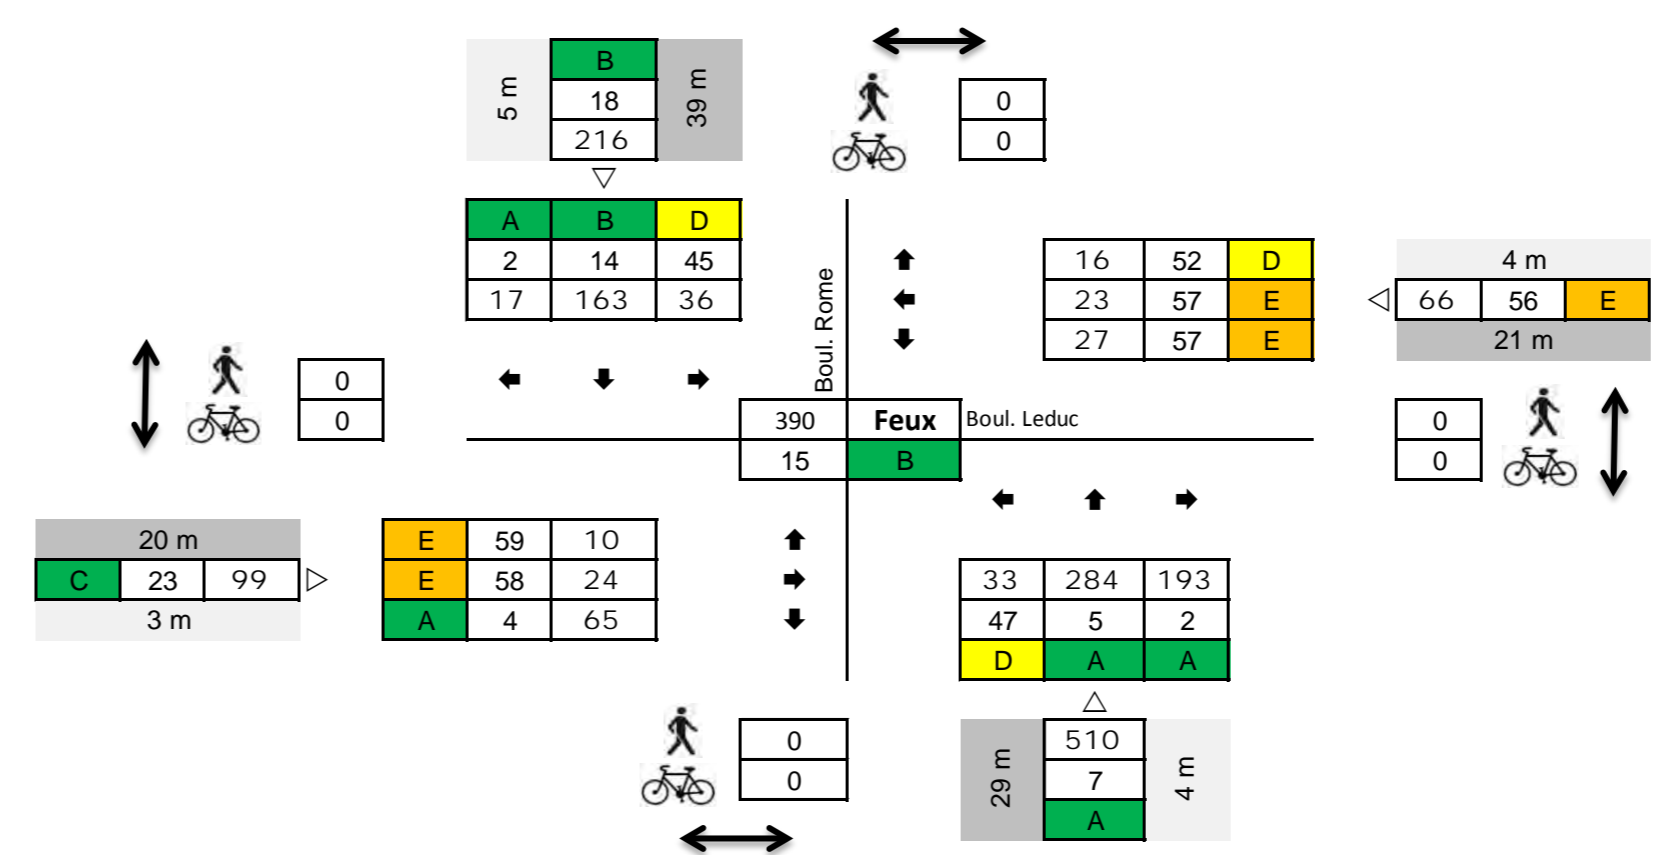 B
5 m 18 39 m
216
0
0
A B D
2 14 45
17 163 36
16 52 D
23 57 E
27 57 E
4 m
66 56 E
21 m
Boul. Rome
0
0
390 Feux Boul. Leduc
15 B
0
0
20 m
C 23 99
3 m
E 59 10
E 58 24
A 4 65
33 284 193
47 5 2
D A A
0
0
510
29 m 7 4 m
A